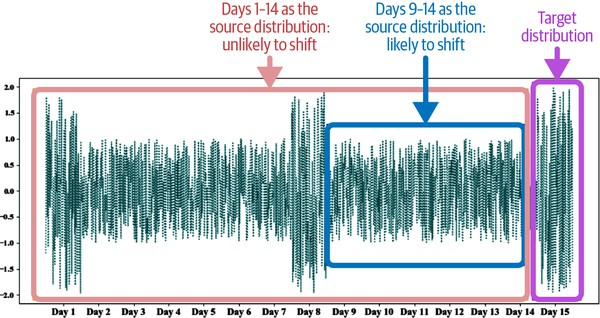 Days 1-14 as the
source distribution:
unlikely to shift
Days 9-14 as the
source distribution:
likely to shift
Target
distribution
2.0
1.5
1.0
0.5
0.0
−0.5
−1.0
−1.5
−2.0
Day 1 Day 2 Day 3 Day 4 Day 5 Day 6 Day 7 Day 8 Day 9 Day 10 Day 11 Day 12 Day 13 Day 14 Day 15